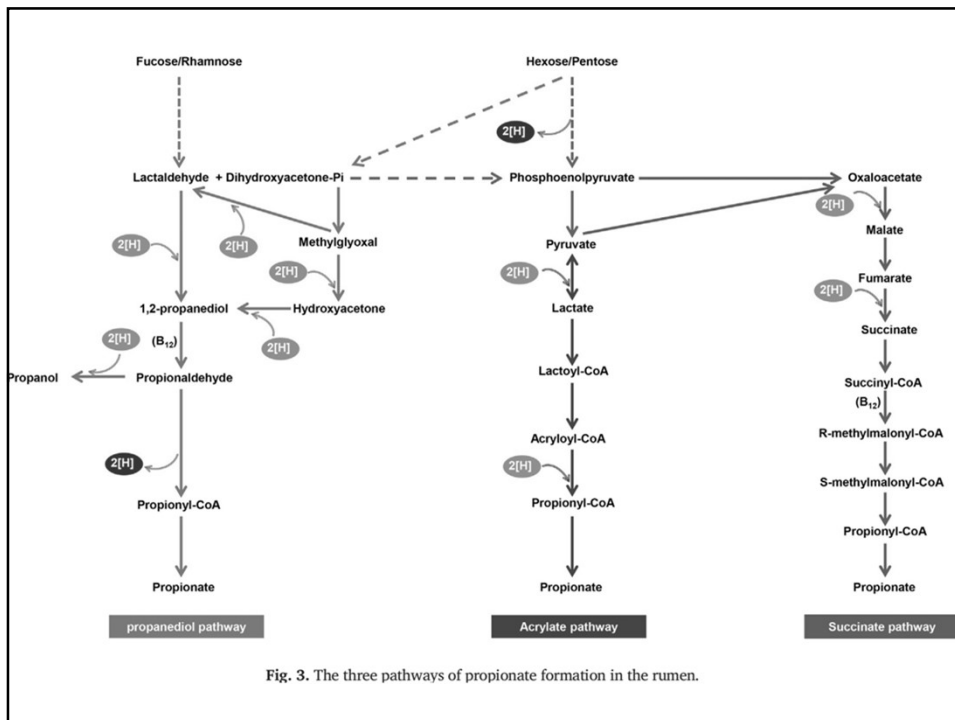 Fucose/Rhamnose
Hexose/Pentose
2[H]
Lactaldehyde + Dihydroxyacetone-Pi
Phosphoenolpyruvate
Oxaloacetate
2[H]
Malate
2[H]
2[H]
Methylglyoxal
Pyruvate
2[H]
2[H]
Fumarate
2[H]
1,2-propanediol
Hydroxyacetone
Lactate
Succinate
2[H]
(B12)
2[H]
Propanol
Propionaldehyde
Lactoyl-CoA
Succinyl-CoA
(B12)
R-methylmalonyl-CoA
Acryloyl-CoA
2[H]
2[H]
S-methylmalonyl-CoA
Propionyl-CoA
Propionyl-CoA
Propionyl-CoA
Propionate
Propionate
Propionate
propanediol pathway
Acrylate pathway
Succinate pathway
Fig. 3. The three pathways of propionate formation in the rumen.